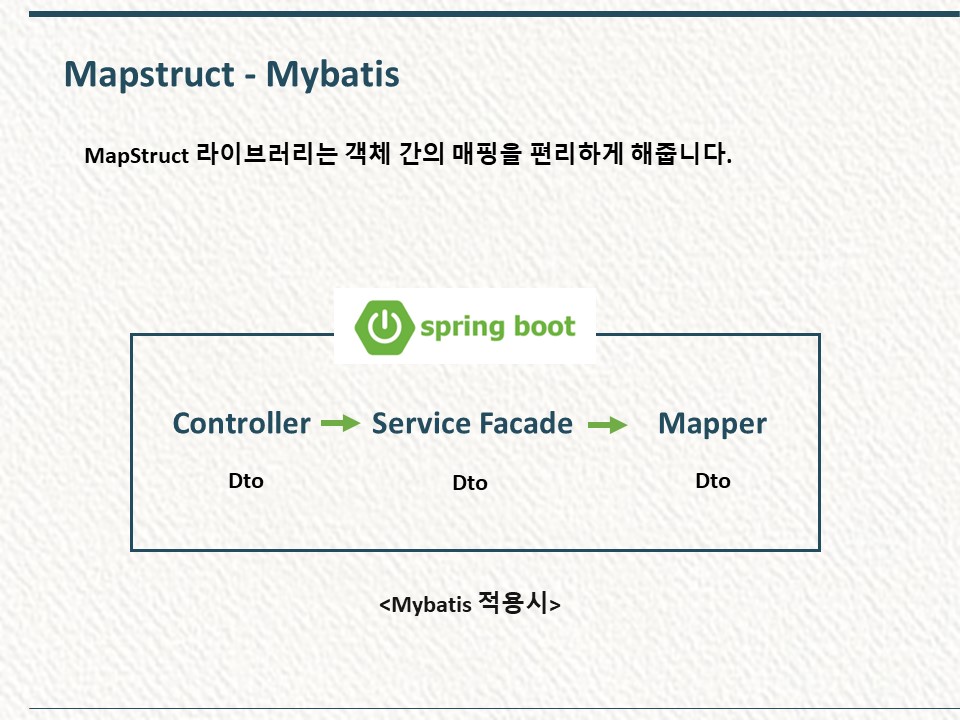 Mapstruct - Mybatis
MapStruct 라이브러리는 객체 간의 매핑을 편리하게 해줍니다.
spring boot
Controller Service Facade Mapper
Dto Dto Dto
<Mybatis 적용시>